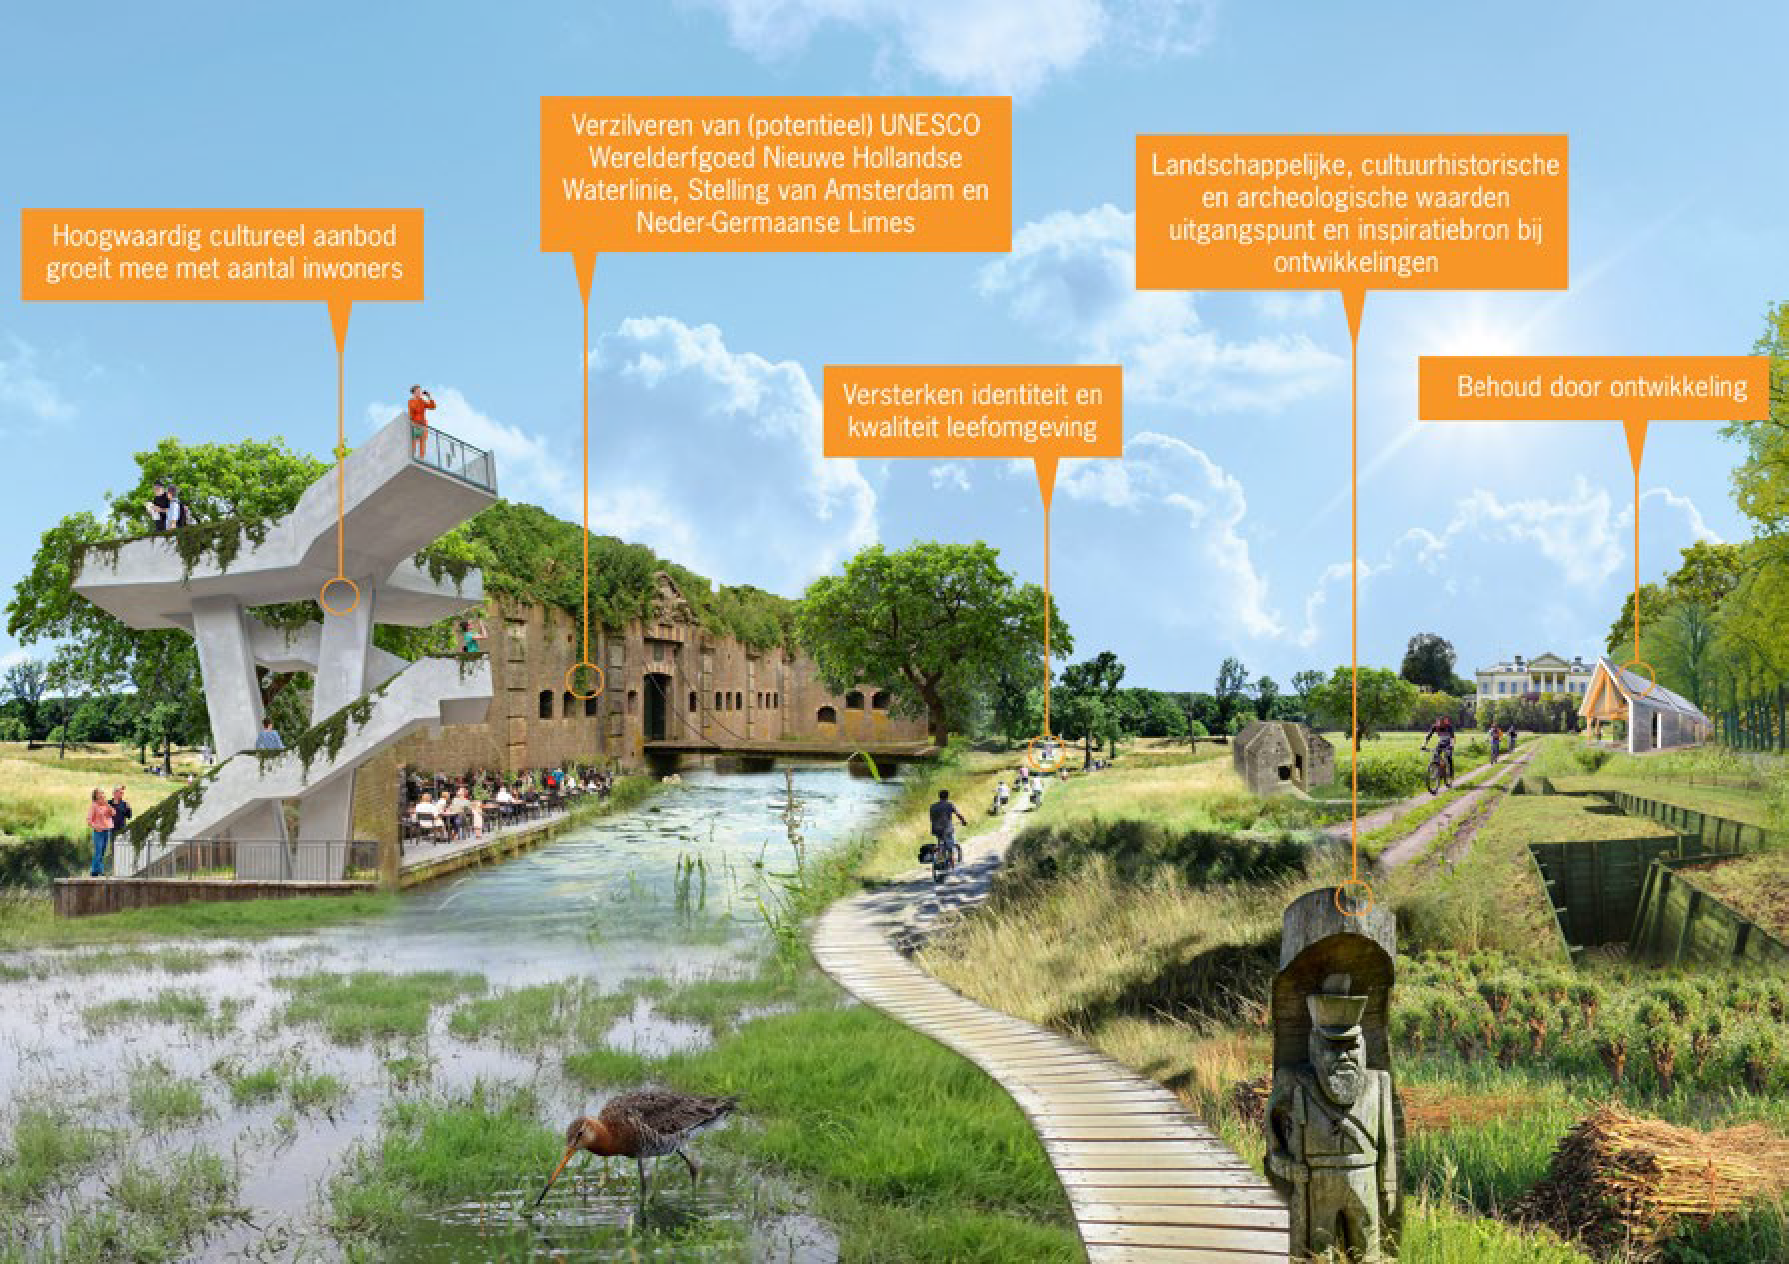 Hoogwaardig cultureel aanbod
groeit mee met aantal inwoners
Verzilveren van (potentieel) UNESCO
Werelderfgoed Nieuwe Hollandse
Waterlinie, Stelling van Amsterdam en
Neder-Germaanse Limes
Versterken identiteit en
kwaliteit leefomgeving
Landschappelijke, cultuurhistorische
en archeologische waarden
uitgangspunt en inspiratiebron bij
ontwikkelingen
Behoud door ontwikkeling